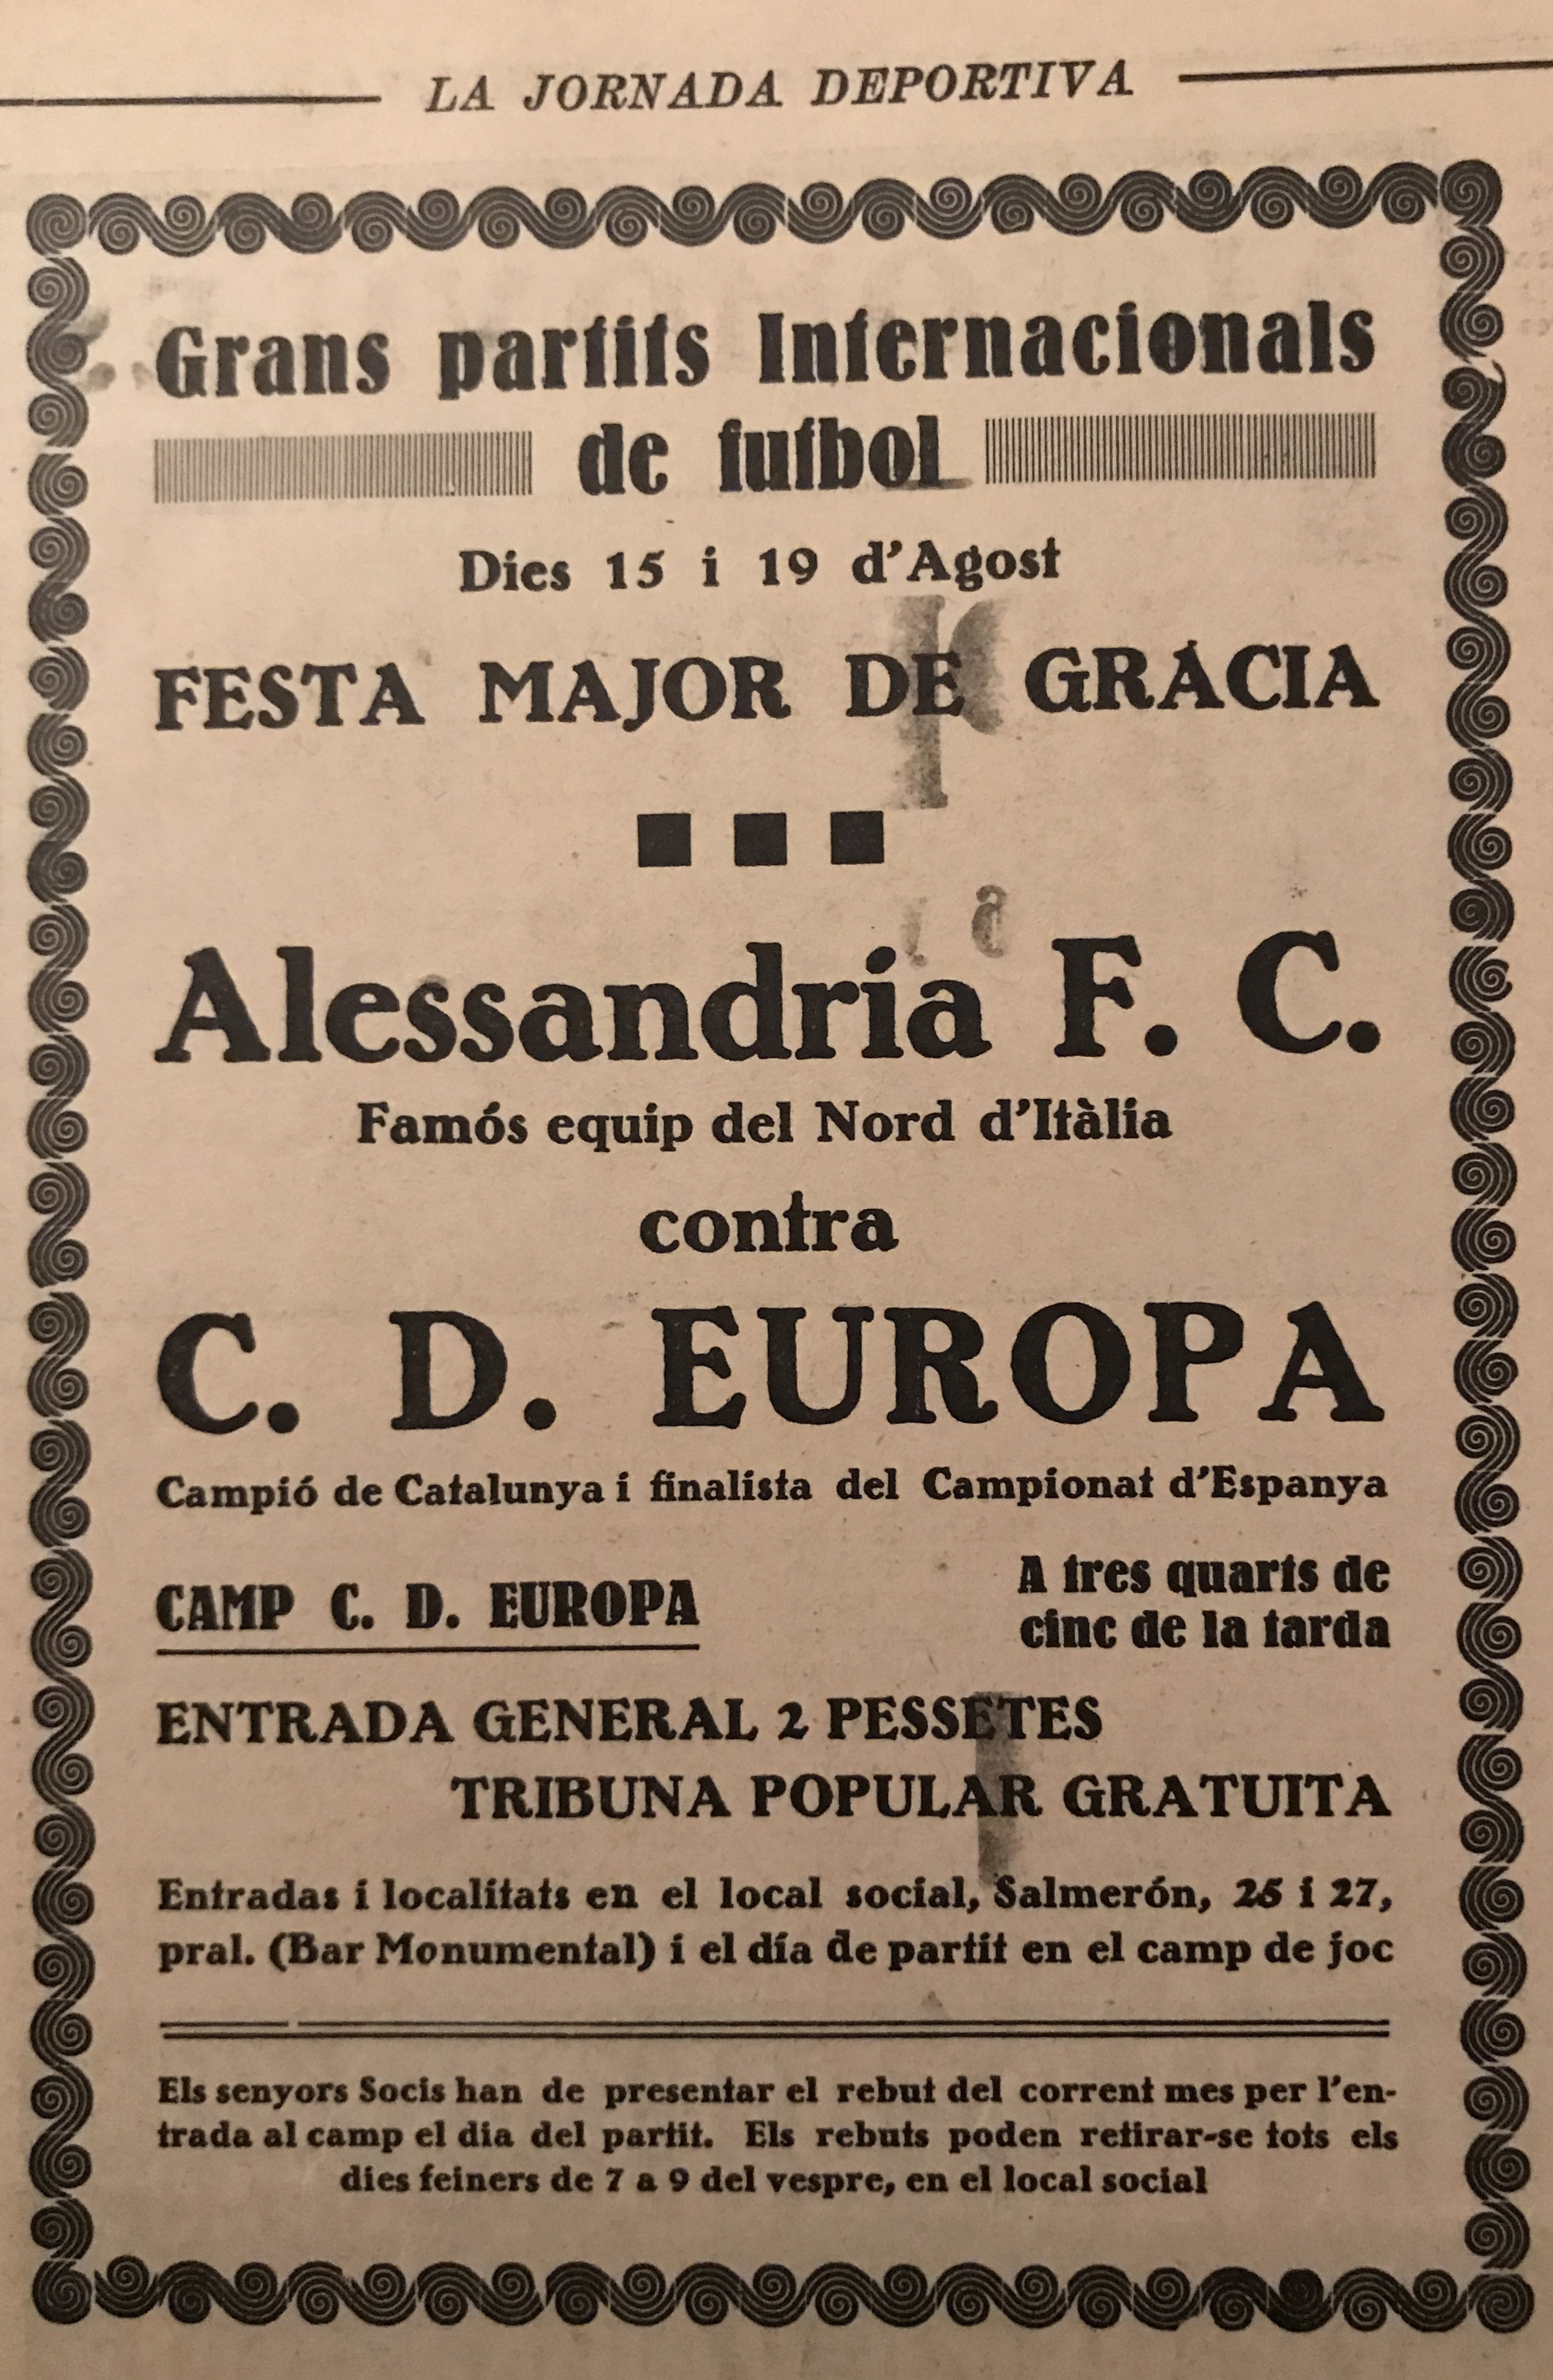 LA JORNADA DEPORTIVA
Grans partits Internacionals
de futbol
Dies 15 i 19 d'Agost
FESTA MAJOR DE GRÀCIA
Alessandria F. C.
Famós equip del Nord d'Itàlia
contra
C. D. EUROPA
Campió de Catalunya i finalista del Campionat d'Espanya
CAMP C. D. EUROPA
A tres quarts de
cinc de la tarda
ENTRADA GENERAL 2 PESSETES
TRIBUNA POPULAR GRATUITA
Entradas i localitats en el local social, Salmerón, 25 i 27,
pral. (Bar Monumental) i el día de partit en el camp de joc
Els senyors Socis han de presentar el rebut del corrent mes per l'en-
trada al camp el dia del partit. Els rebuts poden retirar-se tots els
dies feiners de 7 a 9 del vespre, en el local social